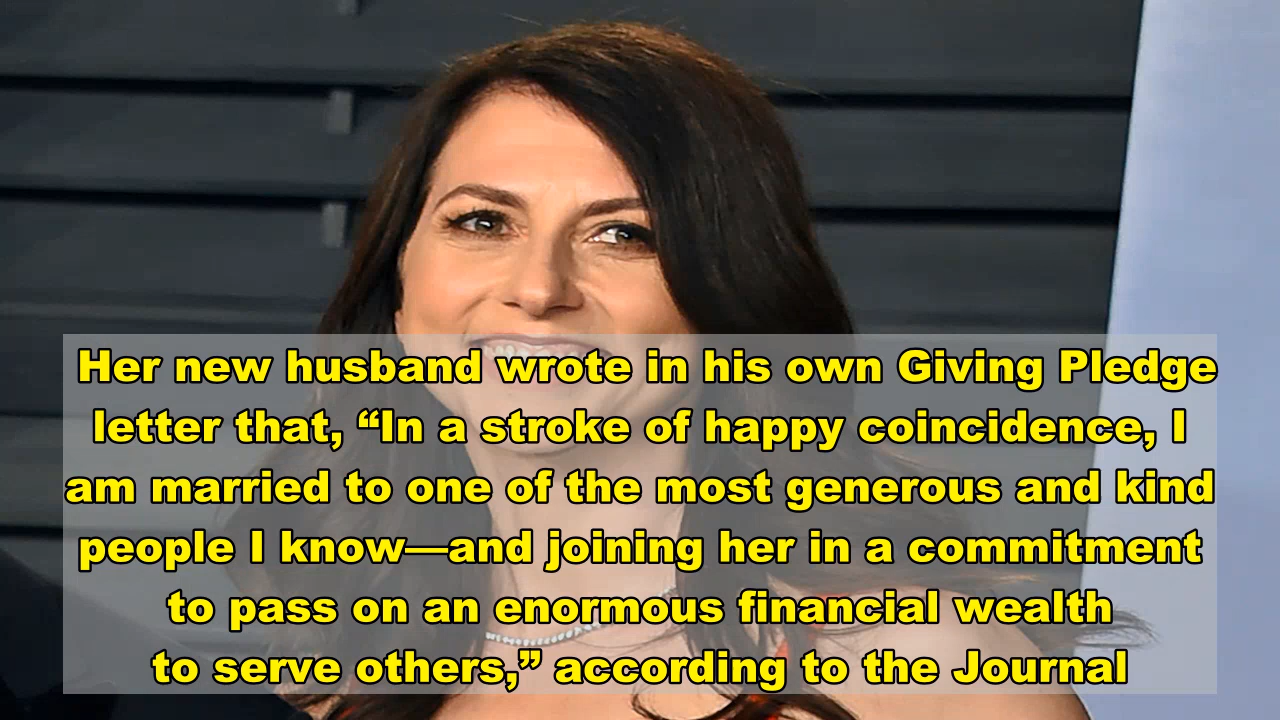 Her new husband wrote in his own Giving Pledge
letter that, “In a stroke of happy coincidence, I
am married to one of the most generous and kind
people I know—and joining her in a commitment
to pass on an enormous financial wealth
to serve others,” according to the Journal